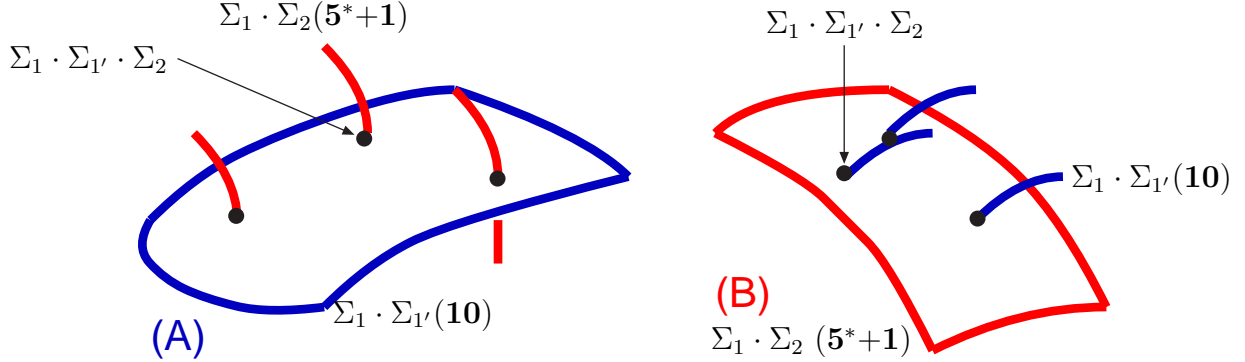 Σ₁ · Σ₂(5*+1)
Σ₁ · Σ₁′ · Σ₂
Σ₁ · Σ₁′(10)
(A)
Σ₁ · Σ₁′ · Σ₂
Σ₁ · Σ₁′(10)
(B)
Σ₁ · Σ₂ (5*+1)